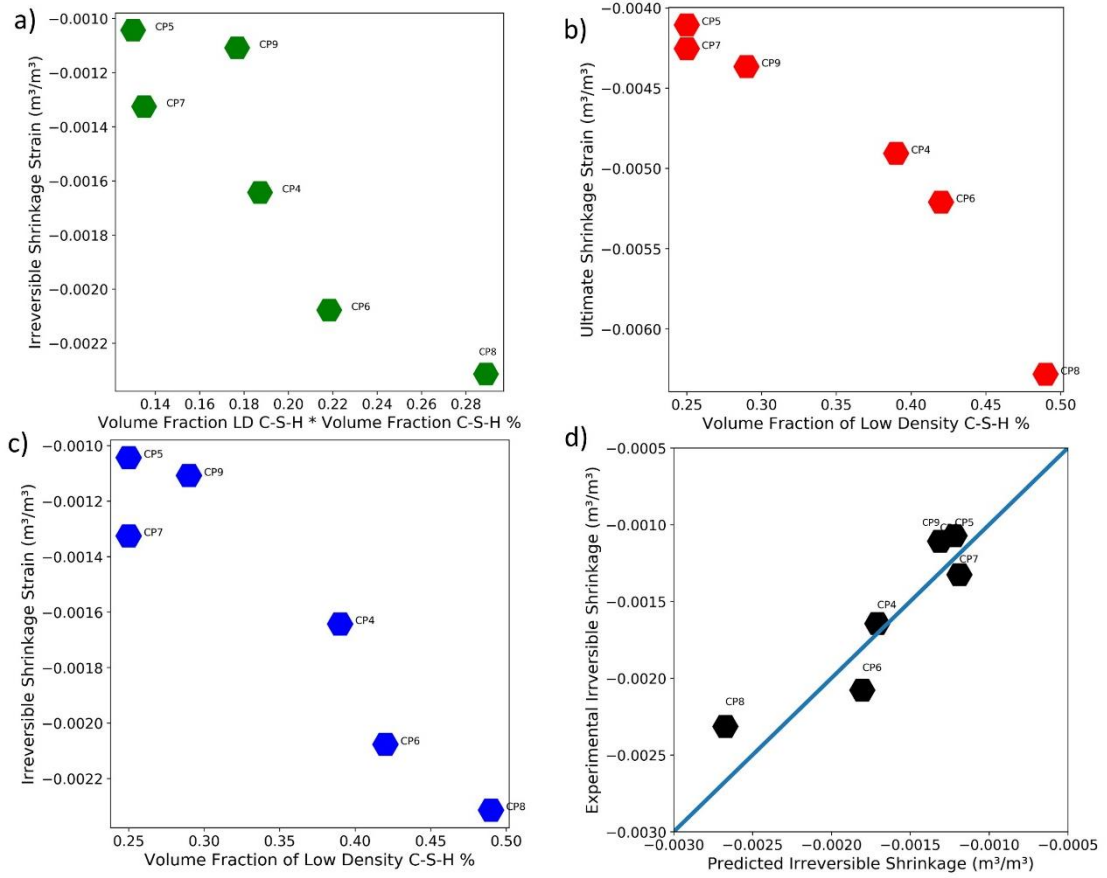 a)
Irreversible Shrinkage Strain (m³/m³)
−0.0010
−0.0012
−0.0014
−0.0016
−0.0018
−0.0020
−0.0022
CP5
CP9
CP7
CP4
CP6
CP8
0.14 0.16 0.18 0.20 0.22 0.24 0.26 0.28
Volume Fraction LD C-S-H * Volume Fraction C-S-H %
b)
Ultimate Shrinkage Strain (m³/m³)
−0.0040
−0.0045
−0.0050
−0.0055
−0.0060
CP5
CP7
CP9
CP4
CP6
CP8
0.25 0.30 0.35 0.40 0.45 0.50
Volume Fraction of Low Density C-S-H %
c)
Irreversible Shrinkage Strain (m³/m³)
−0.0010
−0.0012
−0.0014
−0.0016
−0.0018
−0.0020
−0.0022
CP5
CP9
CP7
CP4
CP6
CP8
0.25 0.30 0.35 0.40 0.45 0.50
Volume Fraction of Low Density C-S-H %
d)
Experimental Irrversible Shrinkage (m³/m³)
−0.0005
−0.0010
−0.0015
−0.0020
−0.0025
−0.0030
CP9
CP5
CP7
CP4
CP6
CP8
−0.0030 −0.0025 −0.0020 −0.0015 −0.0010 −0.0005
Predicted Irreversible Shrinkage (m³/m³)